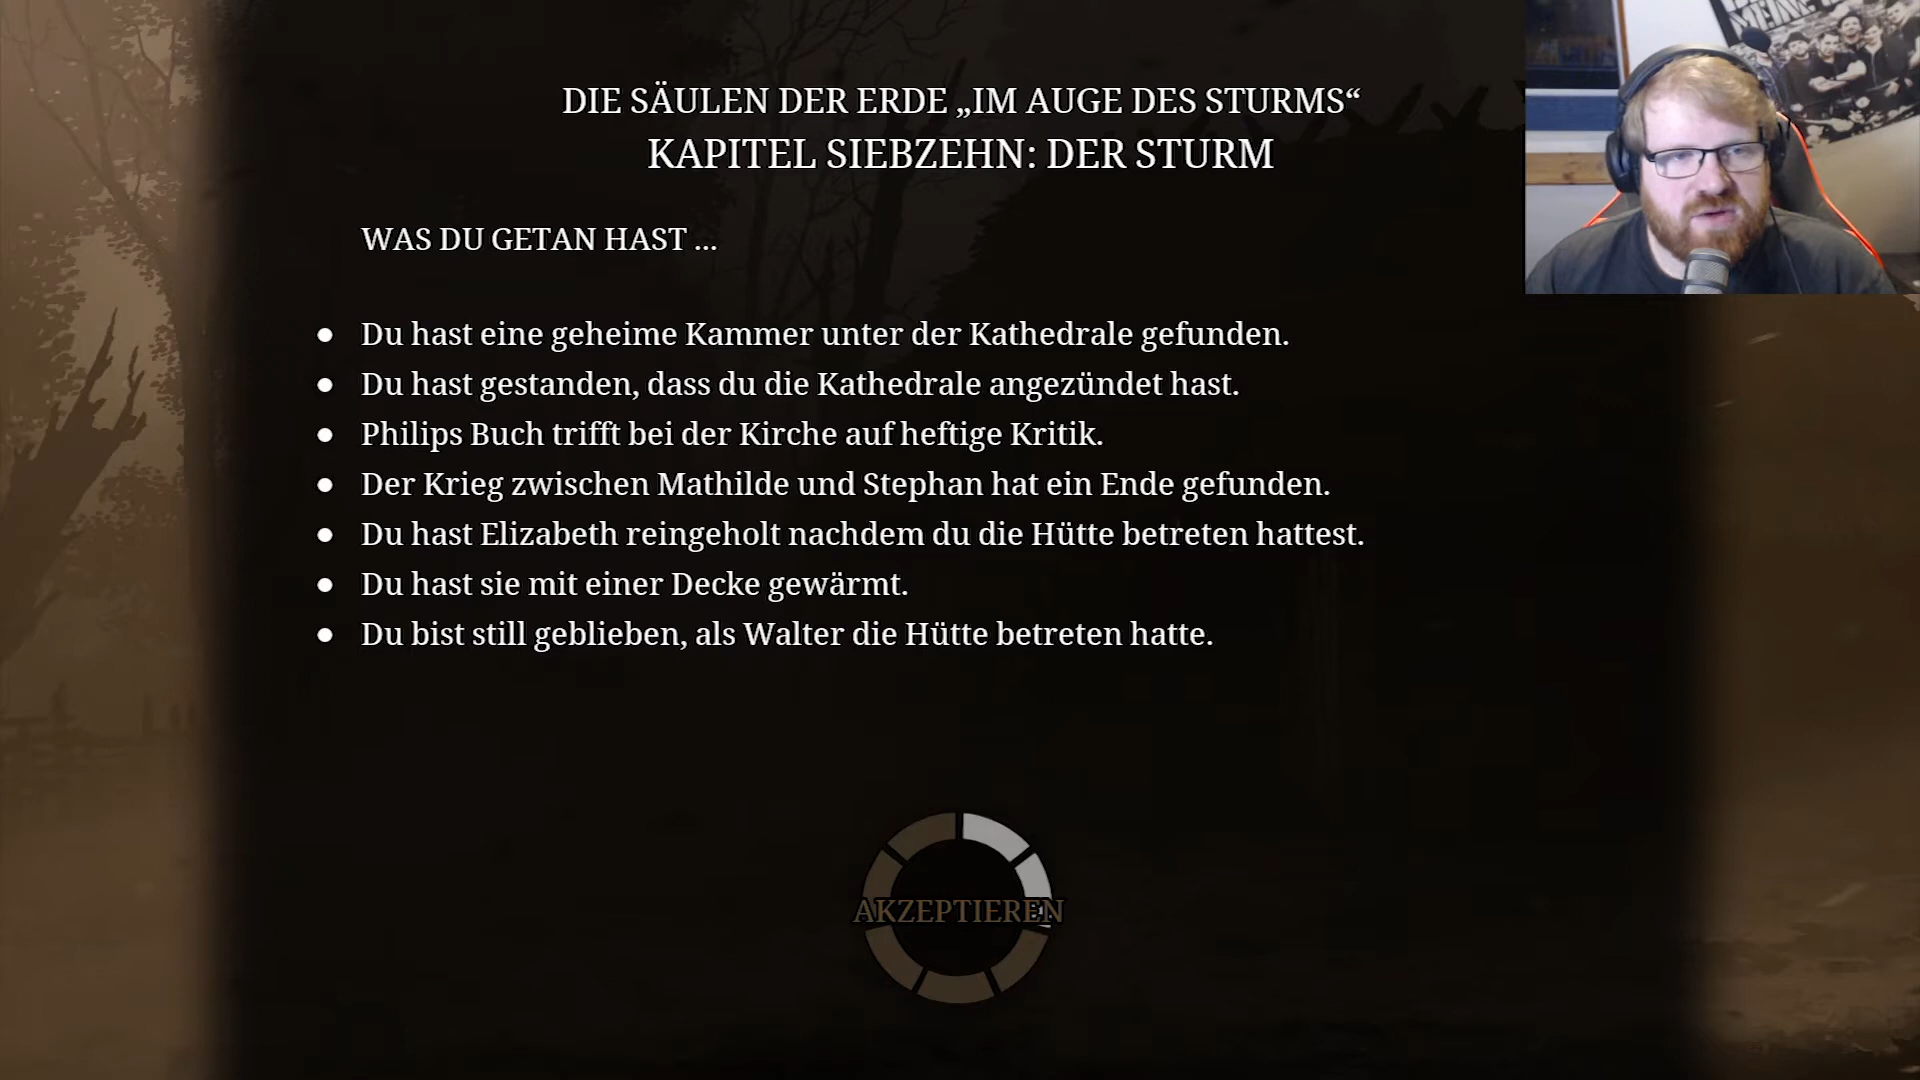 DIE SÄULEN DER ERDE „IM AUGE DES STURMS“
KAPITEL SIEBZEHN: DER STURM
WAS DU GETAN HAST ...
● Du hast eine geheime Kammer unter der Kathedrale gefunden.
● Du hast gestanden, dass du die Kathedrale angezündet hast.
● Philips Buch trifft bei der Kirche auf heftige Kritik.
● Der Krieg zwischen Mathilde und Stephan hat ein Ende gefunden.
● Du hast Elizabeth reingeholt nachdem du die Hütte betreten hattest.
● Du hast sie mit einer Decke gewärmt.
● Du bist still geblieben, als Walter die Hütte betreten hatte.
AKZEPTIEREN